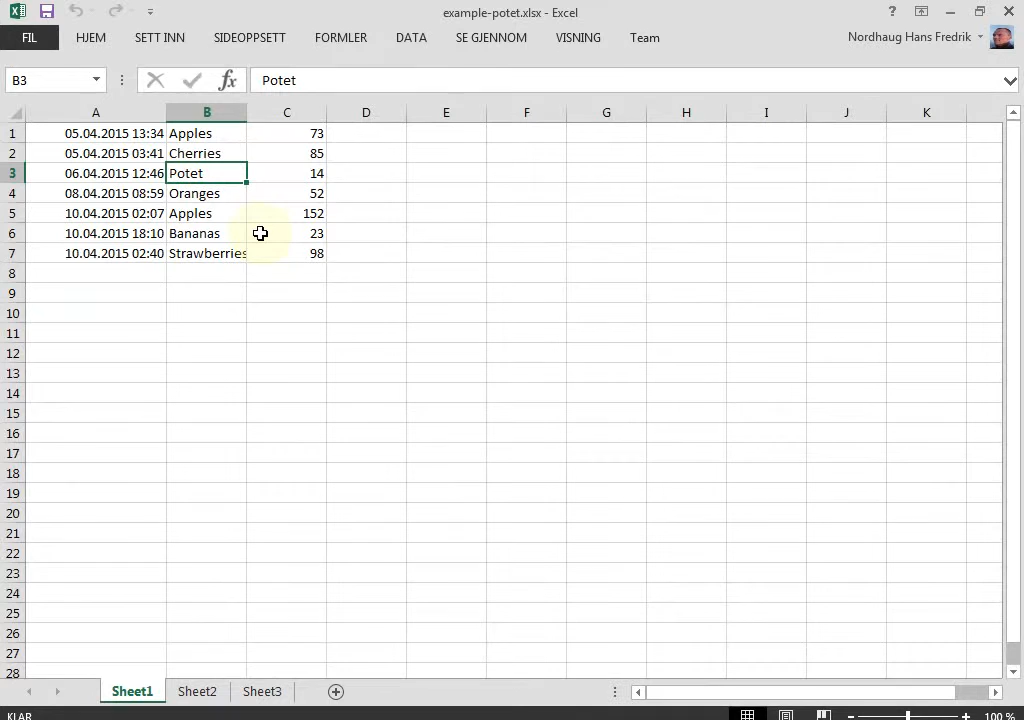 example-potet.xlsx - Excel
?
FIL HJEM SETT INN SIDEOPPSETT FORMLER DATA SE GJENNOM VISNING Team Nordhaug Hans Fredrik
B3 fx Potet
A B C D E F G H I J K
1 05.04.2015 13:34 Apples 73
2 05.04.2015 03:41 Cherries 85
3 06.04.2015 12:46 Potet 14
4 08.04.2015 08:59 Oranges 52
5 10.04.2015 02:07 Apples 152
6 10.04.2015 18:10 Bananas 23
7 10.04.2015 02:40 Strawberries 98
8
9
10
11
12
13
14
15
16
17
18
19
20
21
22
23
24
25
26
27
28
Sheet1 Sheet2 Sheet3
KLAR 100 %